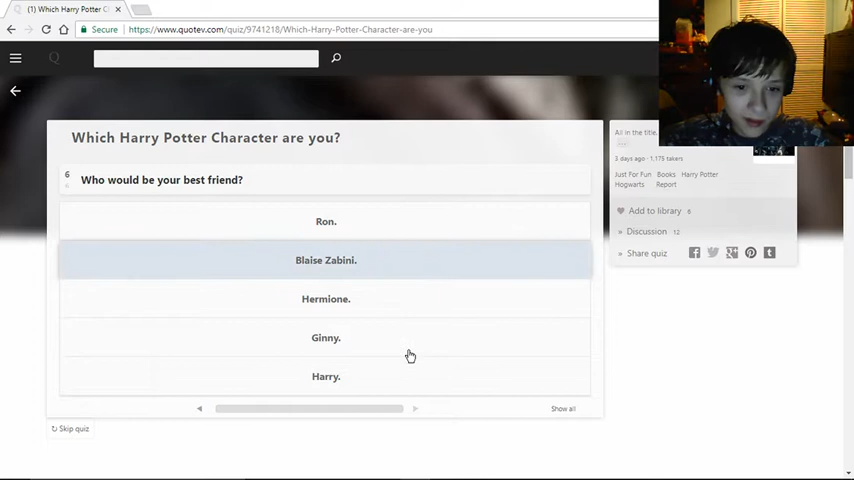 (1) Which Harry Potter C
Secure
https://www.quotev.com/quiz/9741218/Which-Harry-Potter-Character-are-you
Q
Which Harry Potter Character are you?
6
6
Who would be your best friend?
Ron.
Blaise Zabini.
Hermione.
Ginny.
Harry.
Show all
Skip quiz
All in the title.
3 days ago · 1,175 takers
Just For Fun Books Harry Potter
Hogwarts Report
Add to library 6
» Discussion 12
» Share quiz